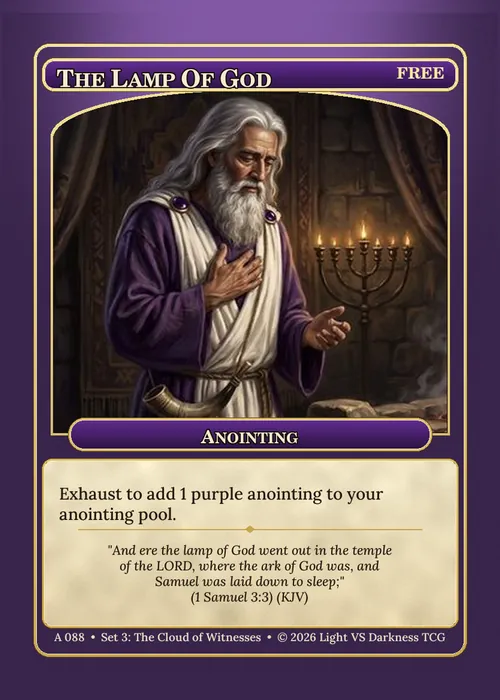 The Lamp Of God
FREE
Anointing
Exhaust to add 1 purple anointing to your
anointing pool.
"And ere the lamp of God went out in the temple
of the LORD, where the ark of God was, and
Samuel was laid down to sleep;"
(1 Samuel 3:3) (KJV)
A 088 • Set 3: The Cloud of Witnesses • © 2026 Light VS Darkness TCG